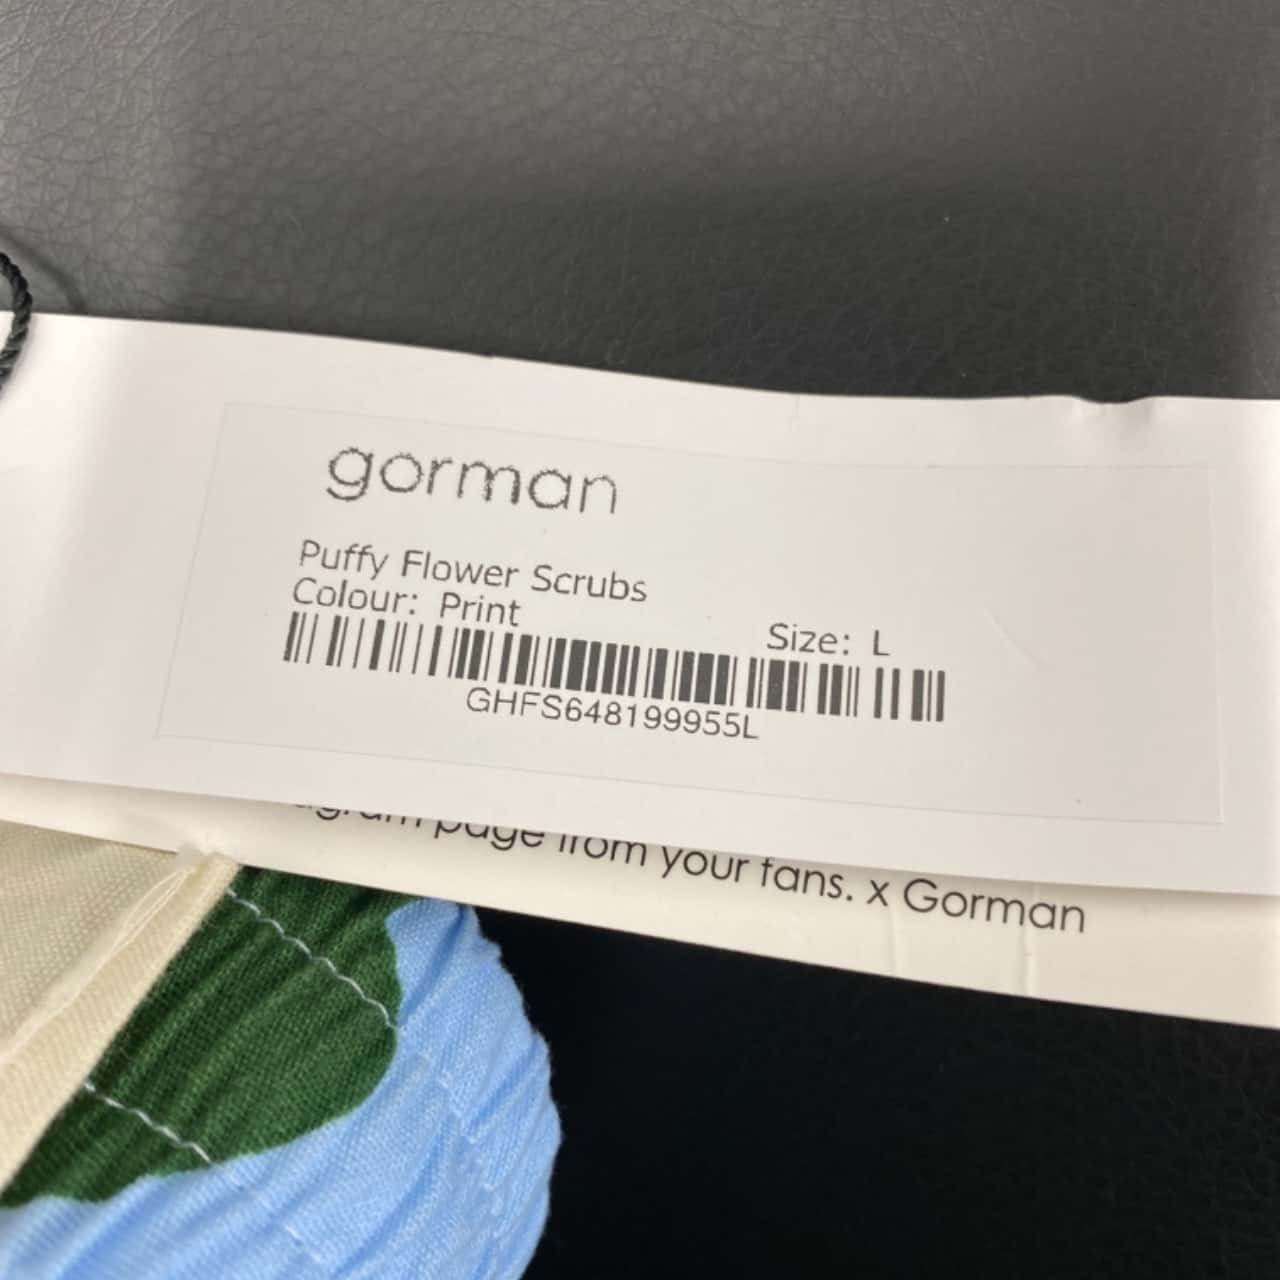 gorman
Puffy Flower Scrubs
Colour: Print
Size: L
GHFS648199955L
page from your fans. x Gorman